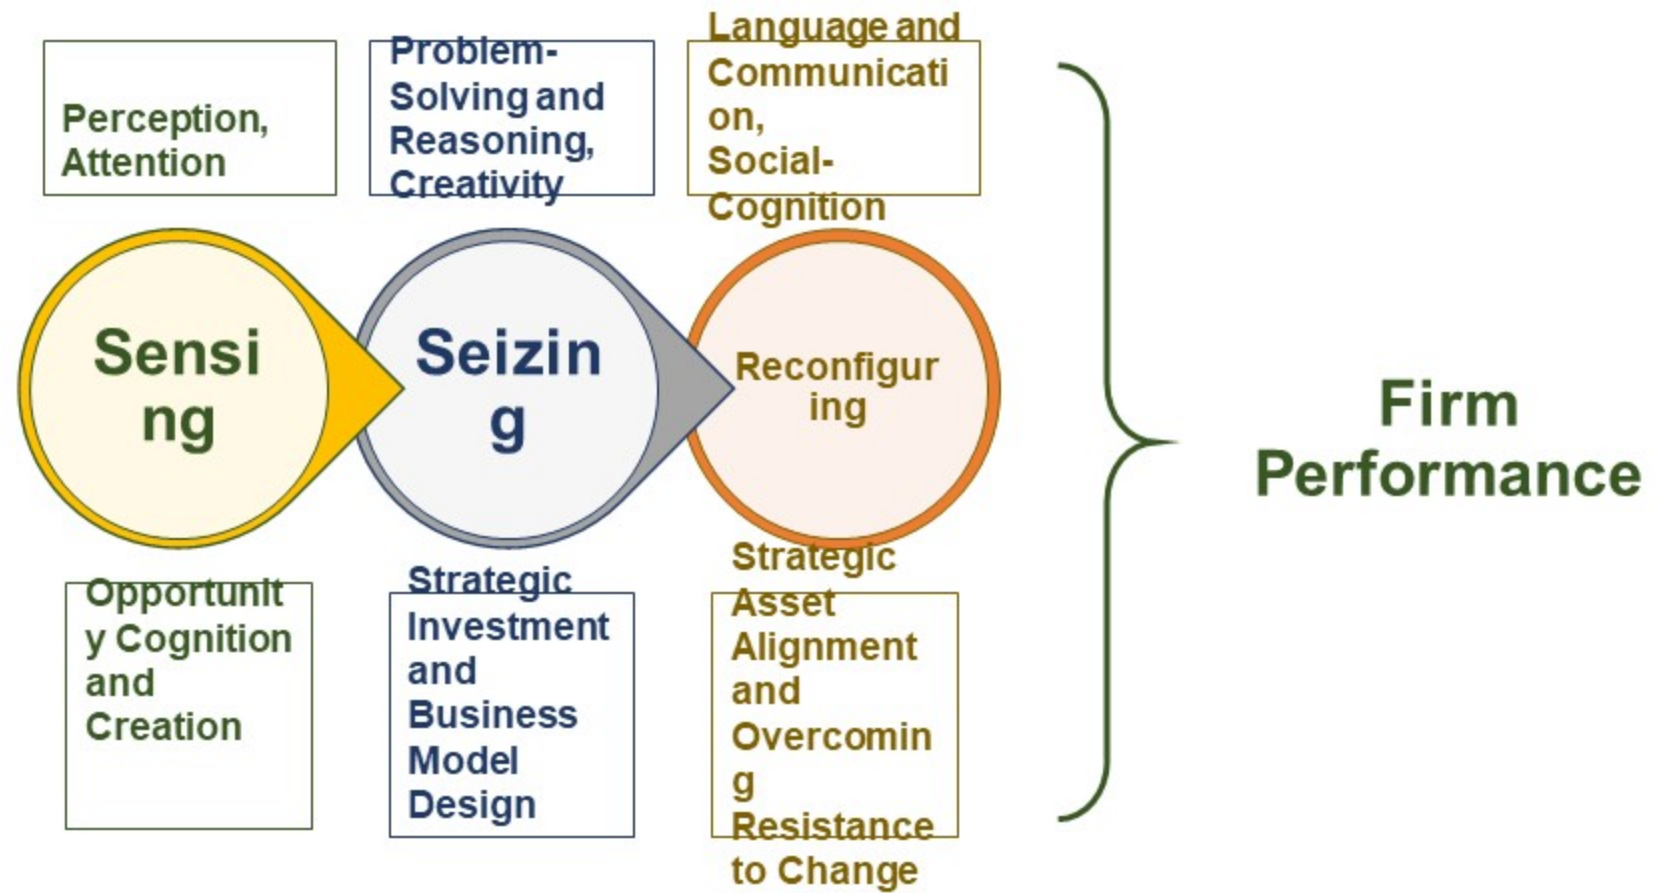 Perception,
Attention
Problem-
Solving and
Reasoning,
Creativity
Language and
Communicati
on,
Social-
Cognition
Sensi
ng
Seizin
g
Reconfigur
ing
Firm
Performance
Opportunit
y Cognition
and
Creation
Strategic
Investment
and
Business
Model
Design
Strategic
Asset
Alignment
and
Overcomin
g
Resistance
to Change